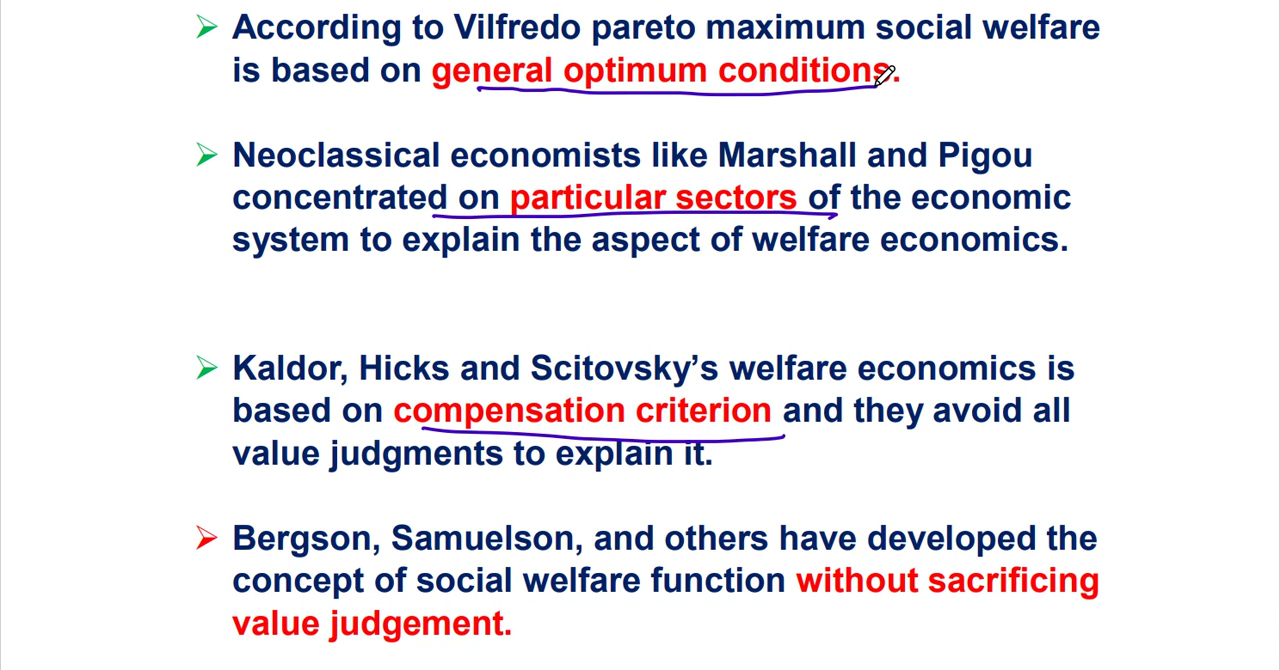 According to Vilfredo pareto maximum social welfare
is based on general optimum conditions.
Neoclassical economists like Marshall and Pigou
concentrated on particular sectors of the economic
system to explain the aspect of welfare economics.
Kaldor, Hicks and Scitovsky’s welfare economics is
based on compensation criterion and they avoid all
value judgments to explain it.
Bergson, Samuelson, and others have developed the
concept of social welfare function without sacrificing
value judgement.